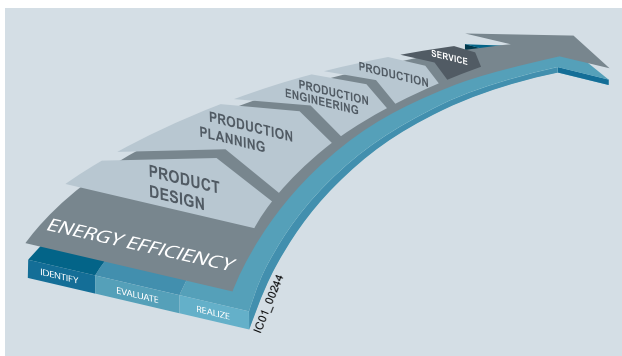 SERVICE
PRODUCTION
PRODUCTION
ENGINEERING
PRODUCTION
PLANNING
PRODUCT
DESIGN
ENERGY EFFICIENCY
IDENTIFY
EVALUATE
REALIZE
IC01_00244